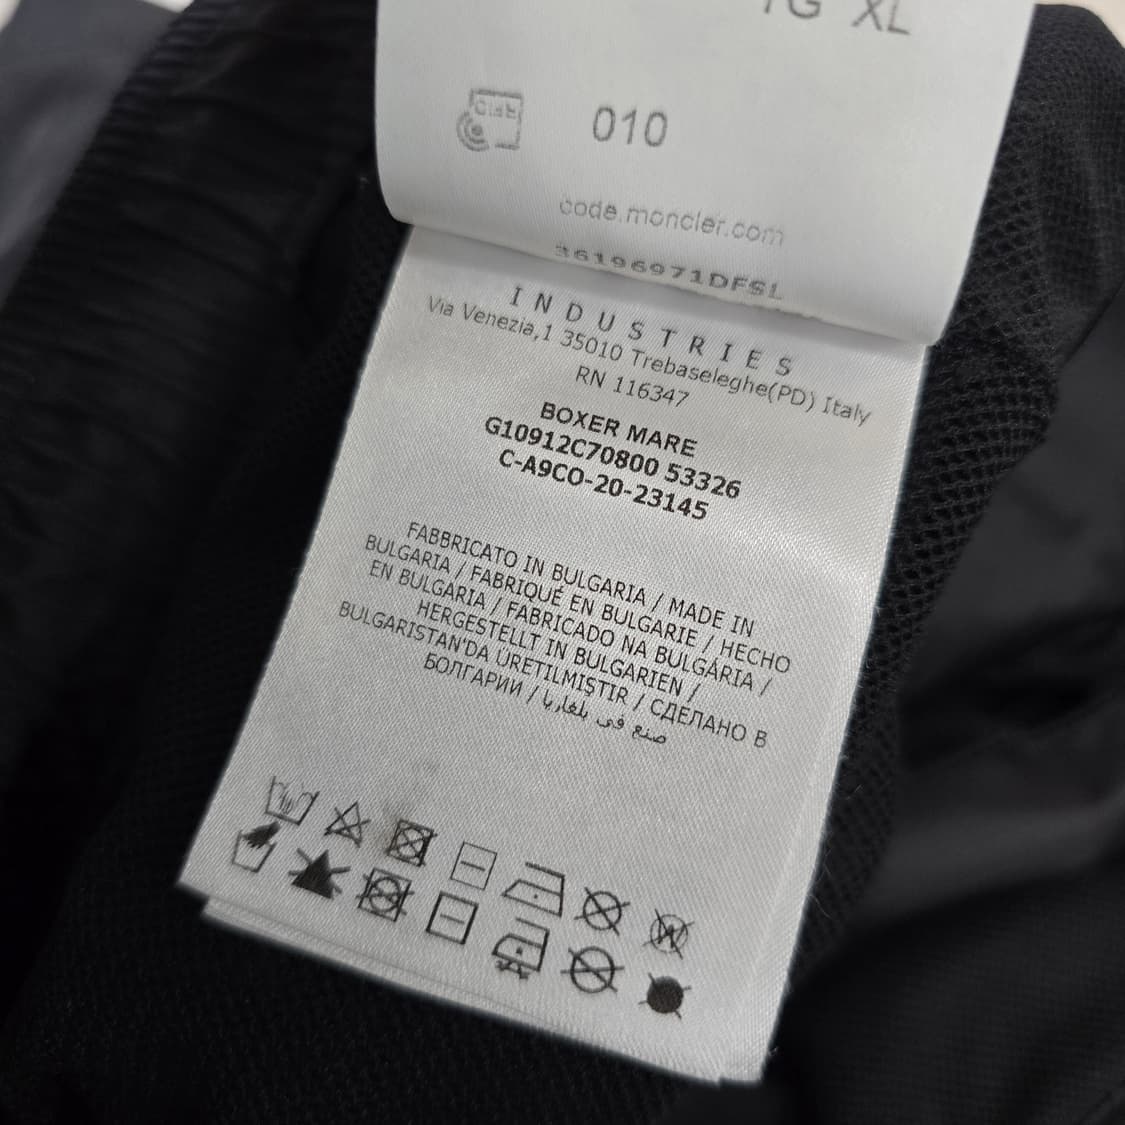 TG XL
RFID
010
code.moncler.com
36196971DFSL
INDUSTRIES
Via Venezia,1 35010 Trebaseleghe(PD) Italy
RN 116347
BOXER MARE
G10912C70800 53326
C-A9CO-20-23145
FABBRICATO IN BULGARIA / MADE IN
BULGARIA / FABRIQUÉ EN BULGARIE / HECHO
EN BULGARIA / FABRICADO NA BULGÁRIA /
HERGESTELLT IN BULGARIEN /
BULGARISTAN'DA ÜRETILMIŞTIR / СДЕЛАНО В
БОЛГАРИИ / صنع في بلغاريا
W